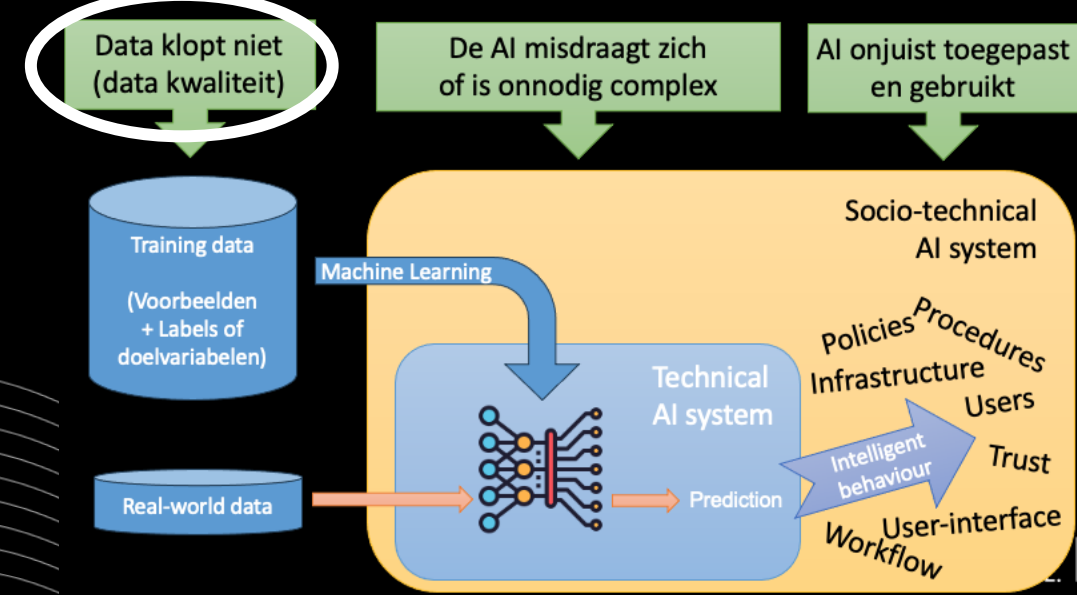 Data klopt niet
(data kwaliteit)
De AI misdraagt zich
of is onnodig complex
AI onjuist toegepast
en gebruikt
Training data
(Voorbeelden
+ Labels of
doelvariabelen)
Machine Learning
Real-world data
Socio-technical
AI system
Technical
AI system
Prediction
Intelligent
behaviour
Policies
Procedures
Infrastructure
Users
Trust
User-interface
Workflow